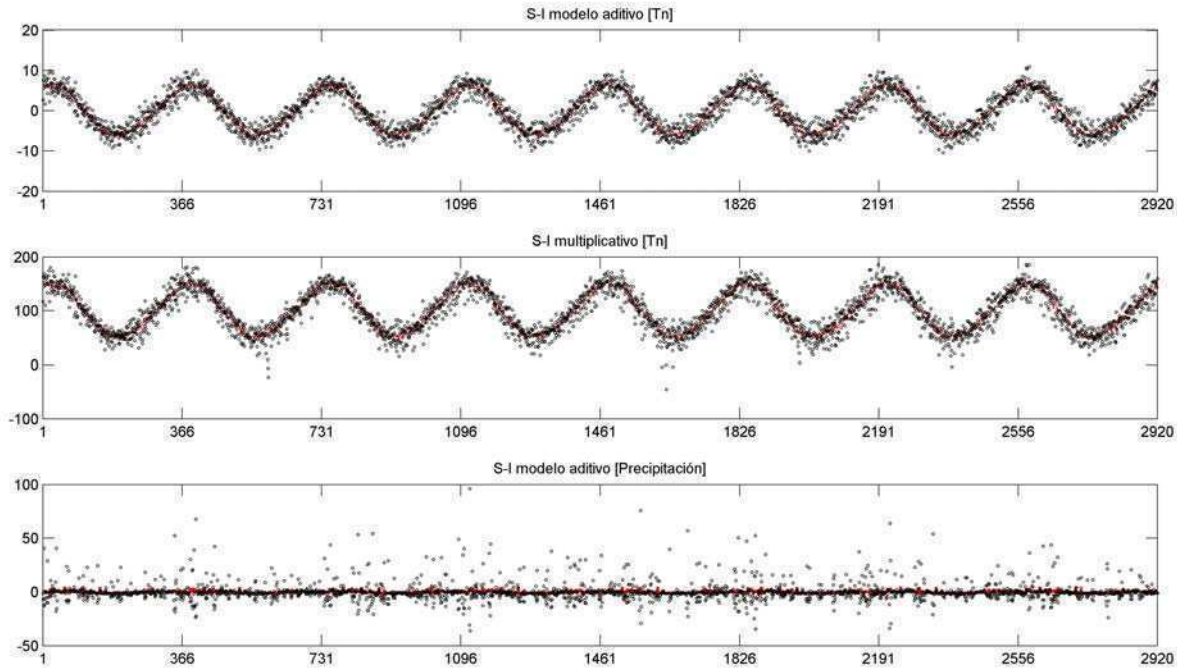 S-I modelo aditivo [Tn]
20
10
0
-10
-20
1 366 731 1096 1461 1826 2191 2556 2920
S-I multiplicativo [Tn]
200
100
0
-100
1 366 731 1096 1461 1826 2191 2556 2920
S-I modelo aditivo [Precipitación]
100
50
0
-50
1 366 731 1096 1461 1826 2191 2556 2920